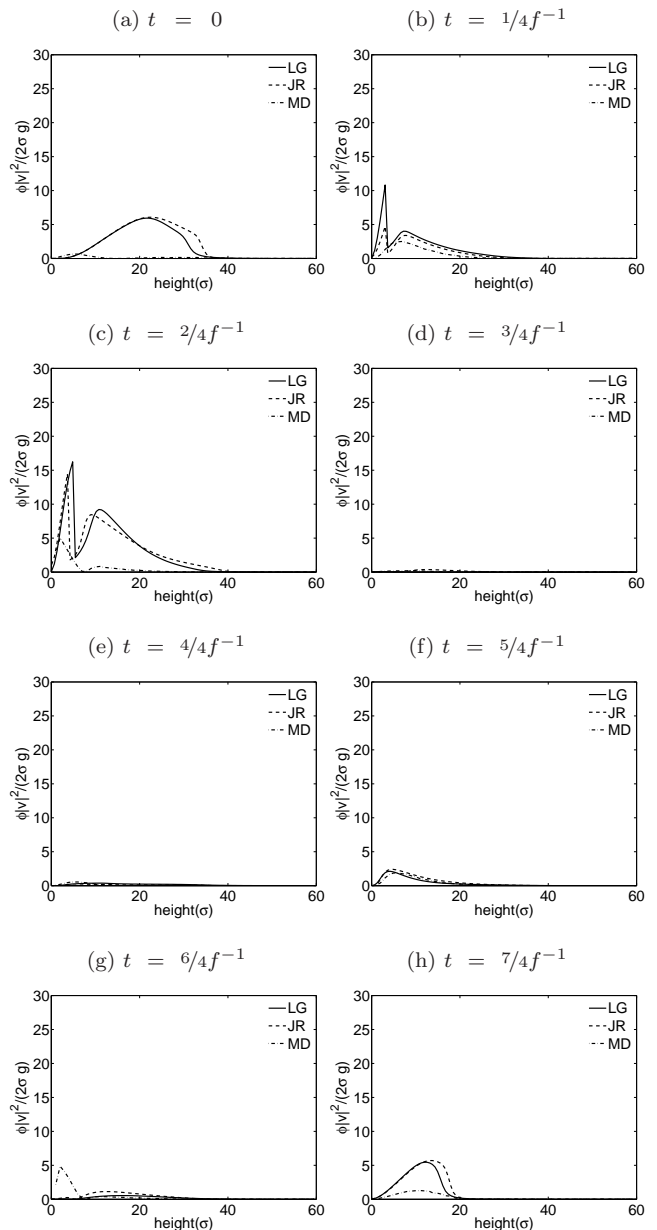 (a) t = 0
φ|v|²/(2σ g)
30
25
20
15
10
5
0
0 20 40 60
height(σ)
LG
JR
MD
(b) t = 1/4f⁻¹
φ|v|²/(2σ g)
30
25
20
15
10
5
0
0 20 40 60
height(σ)
LG
JR
MD
(c) t = 2/4f⁻¹
φ|v|²/(2σ g)
30
25
20
15
10
5
0
0 20 40 60
height(σ)
LG
JR
MD
(d) t = 3/4f⁻¹
φ|v|²/(2σ g)
30
25
20
15
10
5
0
0 20 40 60
height(σ)
LG
JR
MD
(e) t = 4/4f⁻¹
φ|v|²/(2σ g)
30
25
20
15
10
5
0
0 20 40 60
height(σ)
LG
JR
MD
(f) t = 5/4f⁻¹
φ|v|²/(2σ g)
30
25
20
15
10
5
0
0 20 40 60
height(σ)
LG
JR
MD
(g) t = 6/4f⁻¹
φ|v|²/(2σ g)
30
25
20
15
10
5
0
0 20 40 60
height(σ)
LG
JR
MD
(h) t = 7/4f⁻¹
φ|v|²/(2σ g)
30
25
20
15
10
5
0
0 20 40 60
height(σ)
LG
JR
MD